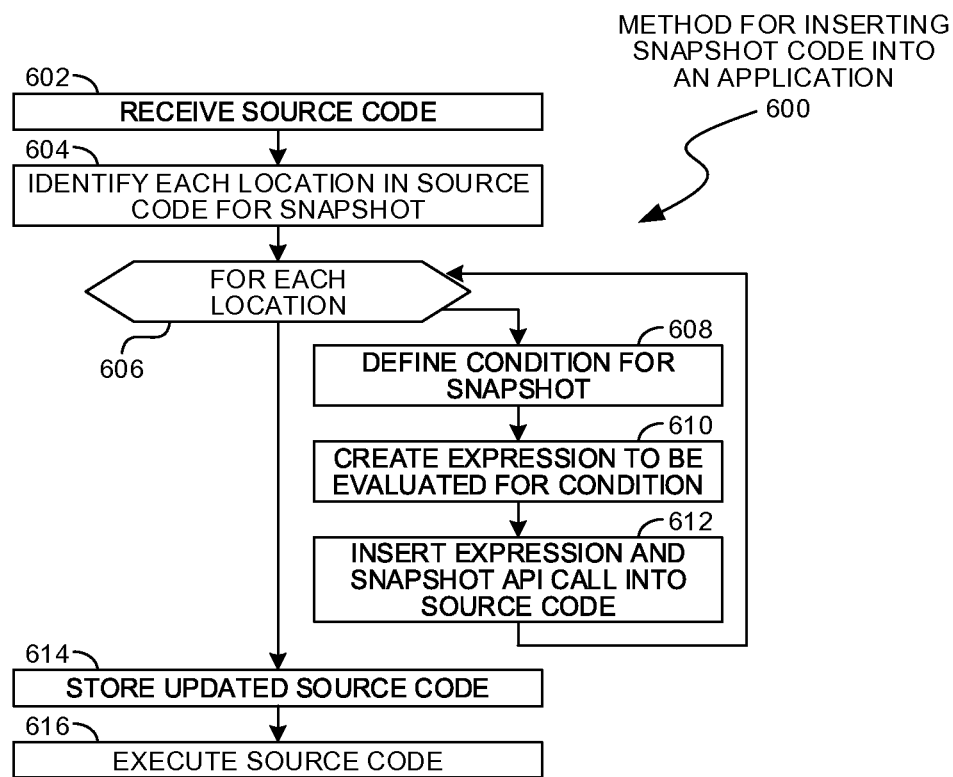 METHOD FOR INSERTING
SNAPSHOT CODE INTO
AN APPLICATION
600
602
RECEIVE SOURCE CODE
604
IDENTIFY EACH LOCATION IN SOURCE
CODE FOR SNAPSHOT
FOR EACH
LOCATION
606
608
DEFINE CONDITION FOR
SNAPSHOT
610
CREATE EXPRESSION TO BE
EVALUATED FOR CONDITION
612
INSERT EXPRESSION AND
SNAPSHOT API CALL INTO
SOURCE CODE
614
STORE UPDATED SOURCE CODE
616
EXECUTE SOURCE CODE